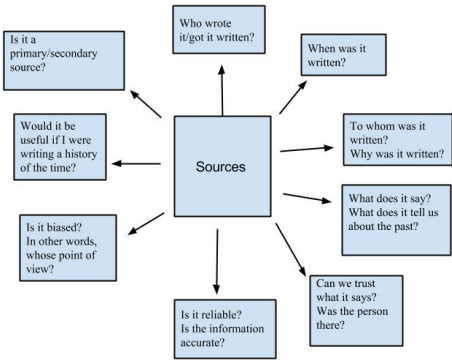 Who wrote
it/got it written?
When was it
written?
Is it a
primary/secondary
source?
Would it be
useful if I were
writing a history
of the time?
Sources
To whom was it
written?
Why was it written?
What does it say?
What does it tell us
about the past?
Is it biased?
In other words,
whose point of
view?
Is it reliable?
Is the information
accurate?
Can we trust
what it says?
Was the person
there?